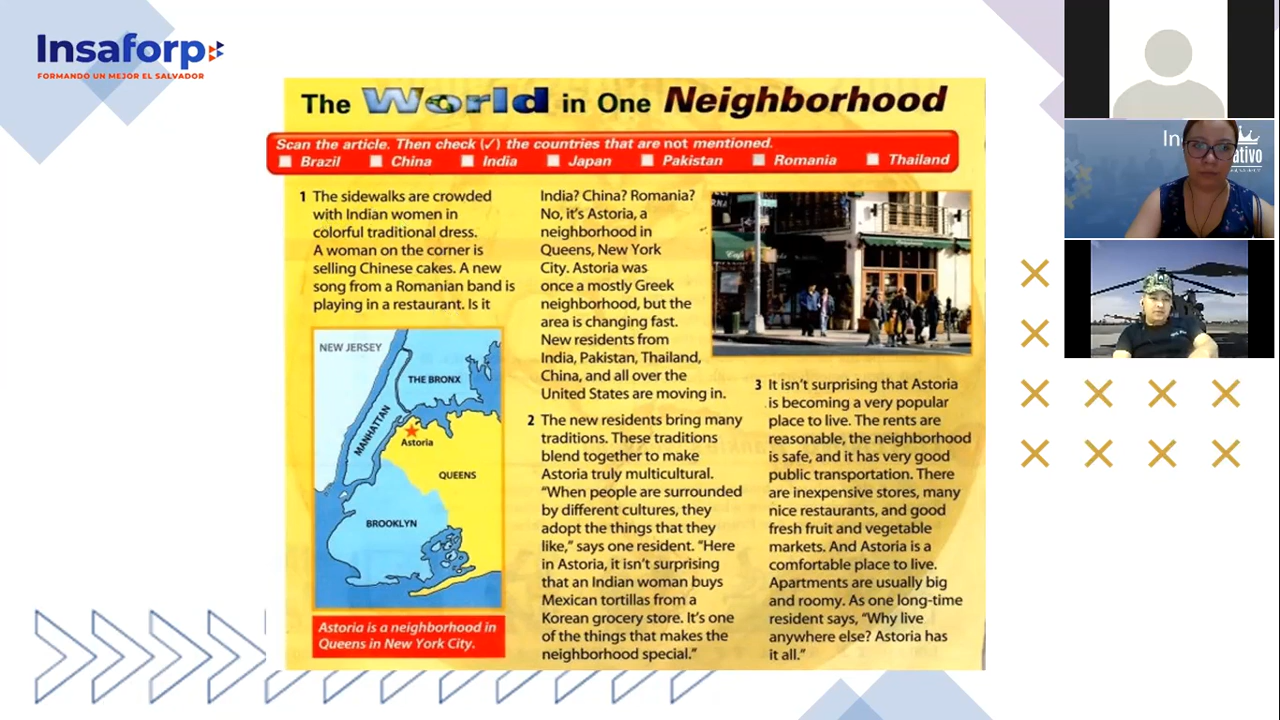 Insaforp
FORMANDO UN MEJOR EL SALVADOR
The World in One Neighborhood
Scan the article. Then check (✓) the countries that are not mentioned.
Brazil China India Japan Pakistan Romania Thailand
1 The sidewalks are crowded
with Indian women in
colorful traditional dress.
A woman on the corner is
selling Chinese cakes. A new
song from a Romanian band is
playing in a restaurant. Is it
NEW JERSEY
THE BRONX
MANHATTAN
Astoria
QUEENS
BROOKLYN
Astoria is a neighborhood in
Queens in New York City.
India? China? Romania?
No, it's Astoria, a
neighborhood in
Queens, New York
City. Astoria was
once a mostly Greek
neighborhood, but the
area is changing fast.
New residents from
India, Pakistan, Thailand,
China, and all over the
United States are moving in.
2 The new residents bring many
traditions. These traditions
blend together to make
Astoria truly multicultural.
"When people are surrounded
by different cultures, they
adopt the things that they
like," says one resident. "Here
in Astoria, it isn't surprising
that an Indian woman buys
Mexican tortillas from a
Korean grocery store. It's one
of the things that makes the
neighborhood special."
3 It isn't surprising that Astoria
is becoming a very popular
place to live. The rents are
reasonable, the neighborhood
is safe, and it has very good
public transportation. There
are inexpensive stores, many
nice restaurants, and good
fresh fruit and vegetable
markets. And Astoria is a
comfortable place to live.
Apartments are usually big
and roomy. As one long-time
resident says, "Why live
anywhere else? Astoria has
it all."